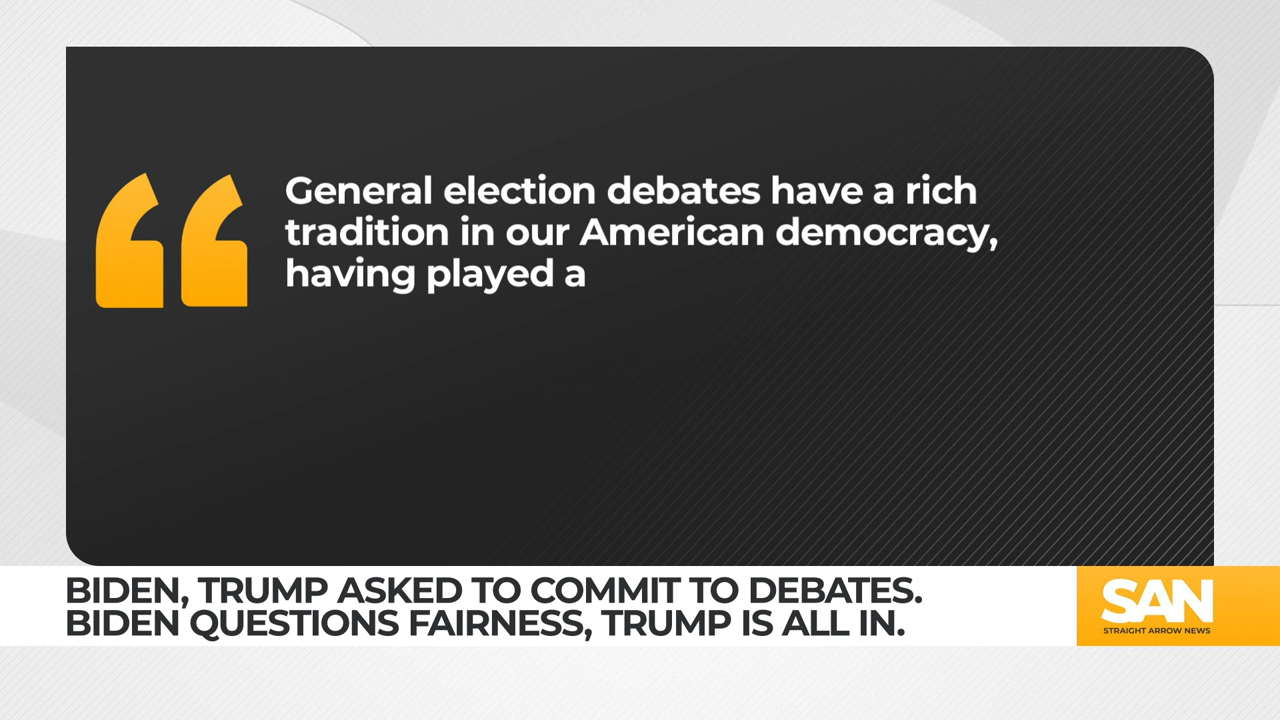 General election debates have a rich
tradition in our American democracy,
having played a
BIDEN, TRUMP ASKED TO COMMIT TO DEBATES.
BIDEN QUESTIONS FAIRNESS, TRUMP IS ALL IN.
SAN
STRAIGHT ARROW NEWS